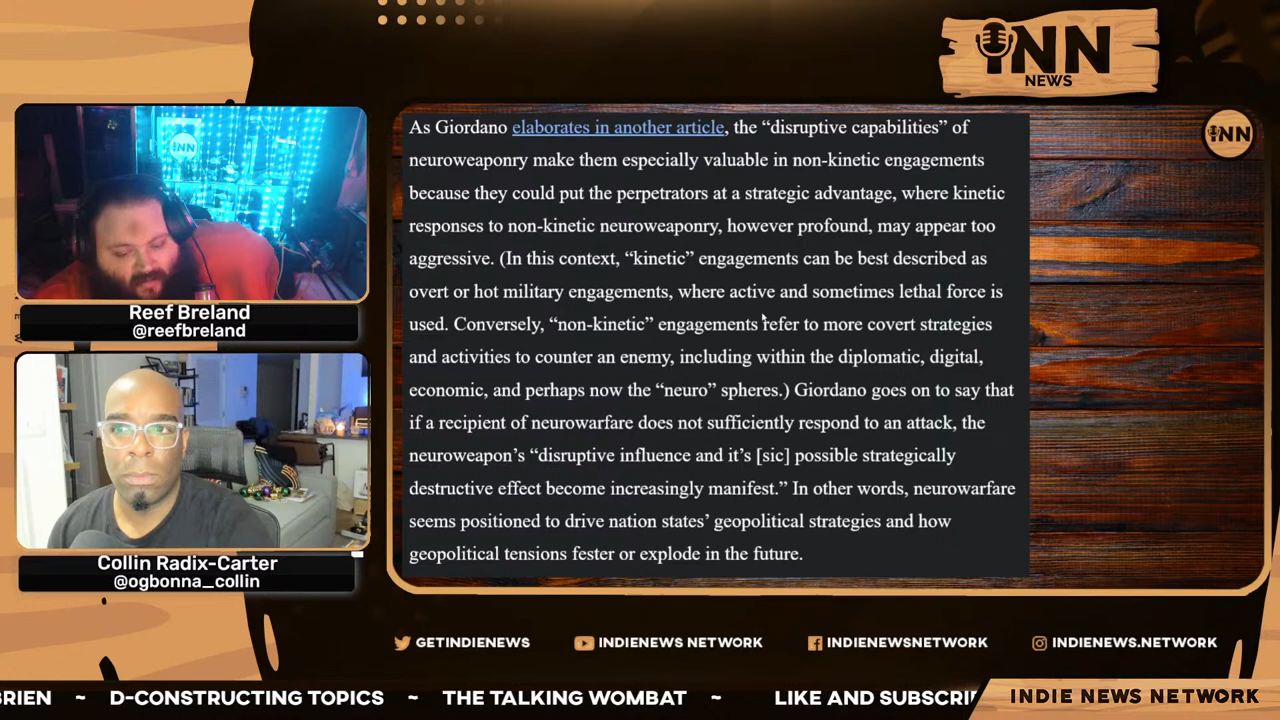 INN
NEWS
INN
As Giordano elaborates in another article, the “disruptive capabilities” of
neuroweaponry make them especially valuable in non-kinetic engagements
because they could put the perpetrators at a strategic advantage, where kinetic
responses to non-kinetic neuroweaponry, however profound, may appear too
aggressive. (In this context, “kinetic” engagements can be best described as
overt or hot military engagements, where active and sometimes lethal force is
used. Conversely, “non-kinetic” engagements refer to more covert strategies
and activities to counter an enemy, including within the diplomatic, digital,
economic, and perhaps now the “neuro” spheres.) Giordano goes on to say that
if a recipient of neurowarfare does not sufficiently respond to an attack, the
neuroweapon’s “disruptive influence and it’s [sic] possible strategically
destructive effect become increasingly manifest.” In other words, neurowarfare
seems positioned to drive nation states’ geopolitical strategies and how
geopolitical tensions fester or explode in the future.
INN
Reef Breland
@reefbreland
Collin Radix-Carter
@ogbonna_collin
GETINDIENEWS
INDIENEWS NETWORK
INDIENEWSNETWORK
INDIENEWS.NETWORK
BRIEN ~ D-CONSTRUCTING TOPICS ~ THE TALKING WOMBAT ~ LIKE AND SUBSCRI
INDIE NEWS NETWORK